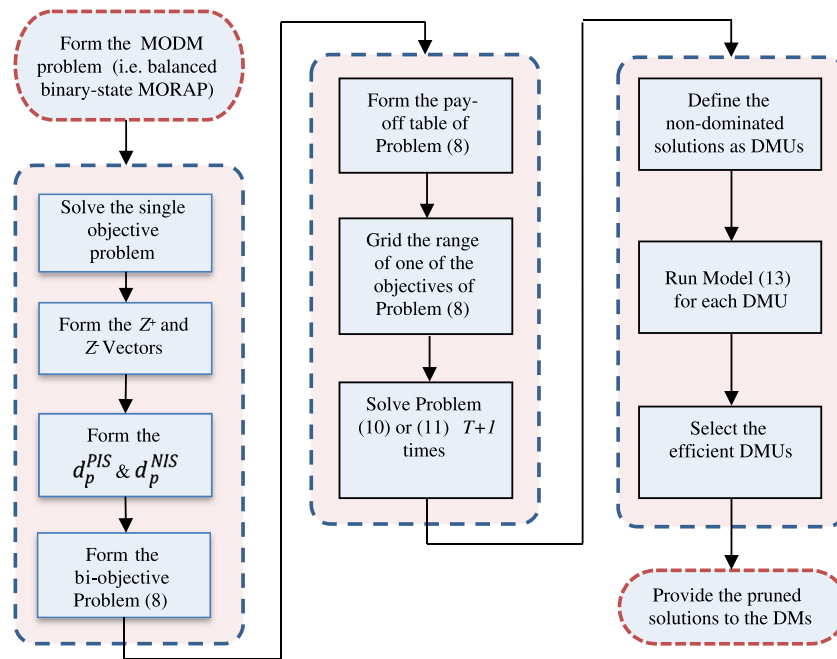 Form the MODM
problem (i.e. balanced
binary-state MORAP)
Solve the single
objective
problem
Form the Z+ and
Z- Vectors
Form the
d_p^{PIS} & d_p^{NIS}
Form the
bi-objective
Problem (8)
Form the pay-
off table of
Problem (8)
Grid the range
of one of the
objectives of
Problem (8)
Solve Problem
(10) or (11) T+1
times
Define the
non-dominated
solutions as DMUs
Run Model (13)
for each DMU
Select the
efficient DMUs
Provide the pruned
solutions to the DMs